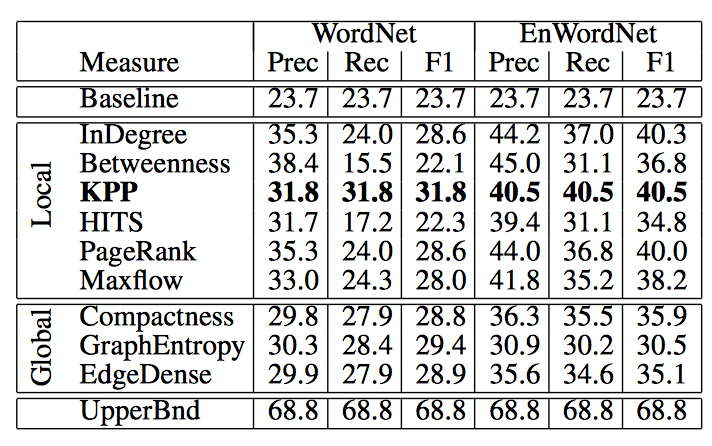 WordNet EnWordNet
Measure Prec Rec F1 Prec Rec F1
Baseline 23.7 23.7 23.7 23.7 23.7 23.7
Local
InDegree 35.3 24.0 28.6 44.2 37.0 40.3
Betweenness 38.4 15.5 22.1 45.0 31.1 36.8
KPP 31.8 31.8 31.8 40.5 40.5 40.5
HITS 31.7 17.2 22.3 39.4 31.1 34.8
PageRank 35.3 24.0 28.6 44.0 36.8 40.0
Maxflow 33.0 24.3 28.0 41.8 35.2 38.2
Global
Compactness 29.8 27.9 28.8 36.3 35.5 35.9
GraphEntropy 30.3 28.4 29.4 30.9 30.2 30.5
EdgeDense 29.9 27.9 28.9 35.6 34.6 35.1
UpperBnd 68.8 68.8 68.8 68.8 68.8 68.8